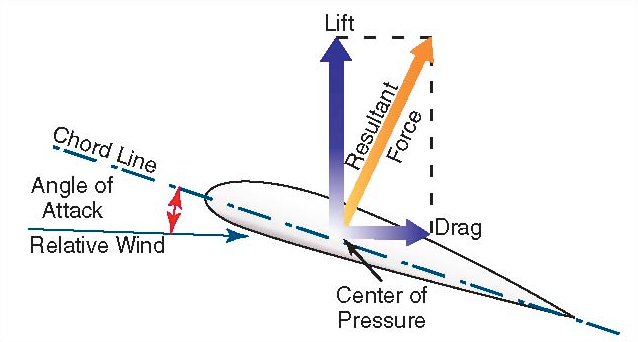 Lift
Resultant
Force
Chord Line
Angle of
Attack
Relative Wind
Drag
Center of
Pressure